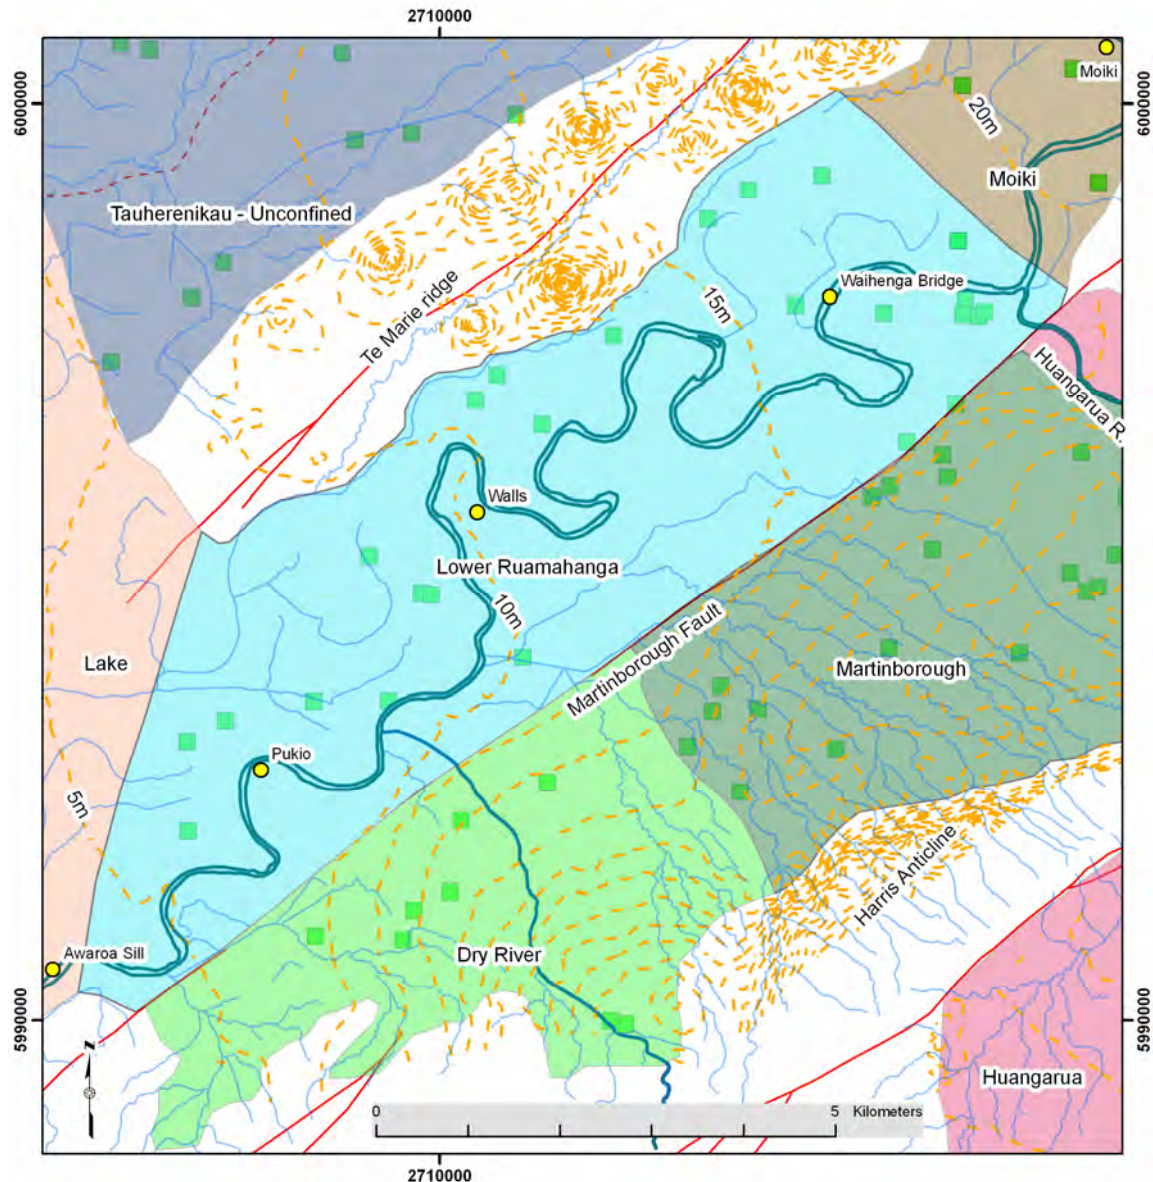 2710000
6000000
6000000
Moiki
20m
Moiki
Tauherenikau - Unconfined
Te Marie ridge
15m
Waihenga Bridge
Huangarua R.
Walls
Lower Ruamahanga
10m
Lake
Martinborough Fault
Martinborough
Pukio
5m
Harris Anticline
Awaroa Sill
Dry River
5990000
5990000
Z
Huangarua
0 5 Kilometers
2710000